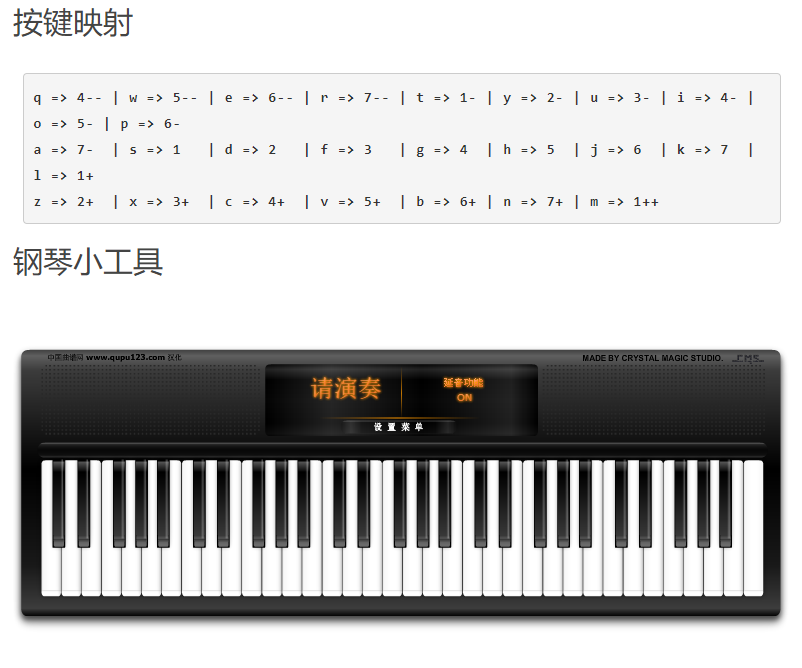 按键映射
q => 4-- | w => 5-- | e => 6-- | r => 7-- | t => 1- | y => 2- | u => 3- | i => 4- |
o => 5- | p => 6-
a => 7-  | s => 1   | d => 2   | f => 3   | g => 4  | h => 5  | j => 6  | k => 7  |
l => 1+
z => 2+  | x => 3+  | c => 4+  | v => 5+  | b => 6+ | n => 7+ | m => 1++
钢琴小工具
中国曲谱网 www.qupu123.com 汉化
MADE BY CRYSTAL MAGIC STUDIO. CMS
请演奏
延音功能
ON
设置菜单